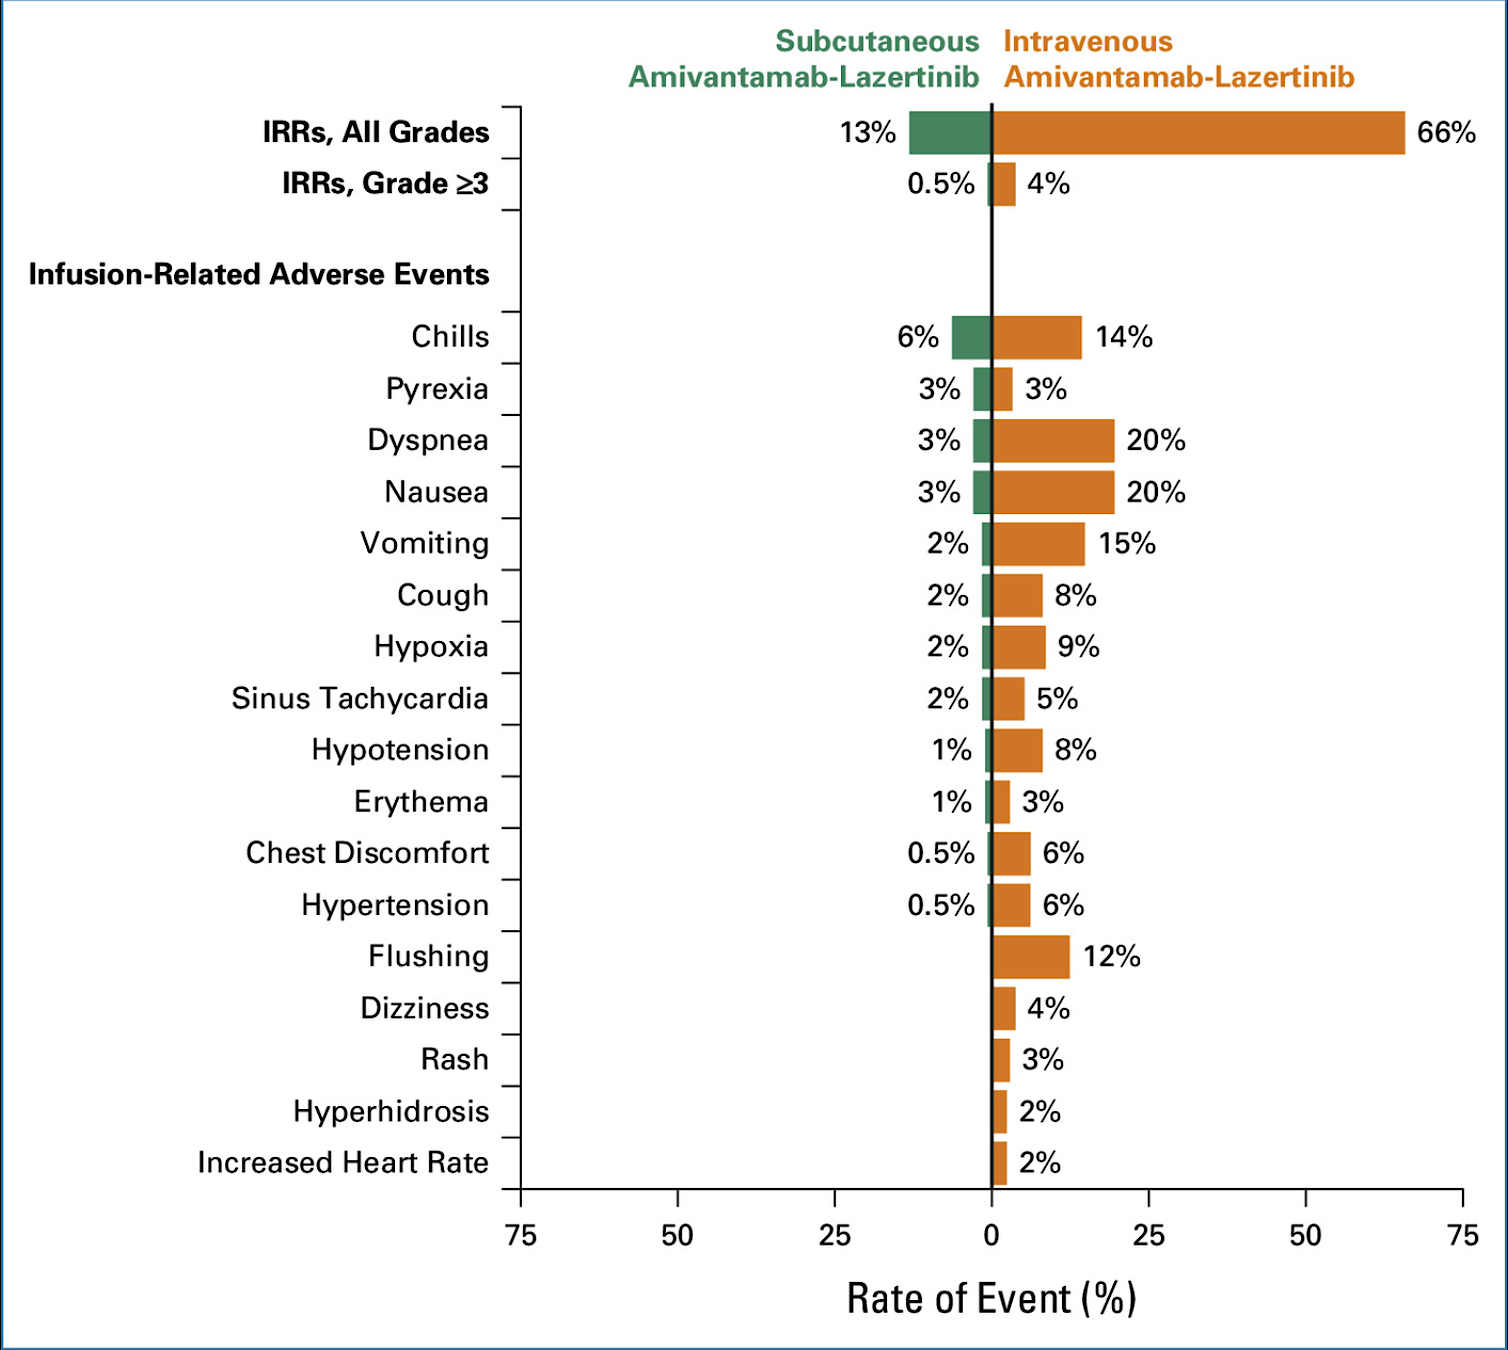 Subcutaneous Intravenous
Amivantamab-Lazertinib Amivantamab-Lazertinib
IRRs, All Grades 13% 66%
IRRs, Grade ≥3 0.5% 4%
Infusion-Related Adverse Events
Chills 6% 14%
Pyrexia 3% 3%
Dyspnea 3% 20%
Nausea 3% 20%
Vomiting 2% 15%
Cough 2% 8%
Hypoxia 2% 9%
Sinus Tachycardia 2% 5%
Hypotension 1% 8%
Erythema 1% 3%
Chest Discomfort 0.5% 6%
Hypertension 0.5% 6%
Flushing 12%
Dizziness 4%
Rash 3%
Hyperhidrosis 2%
Increased Heart Rate 2%
75 50 25 0 25 50 75
Rate of Event (%)